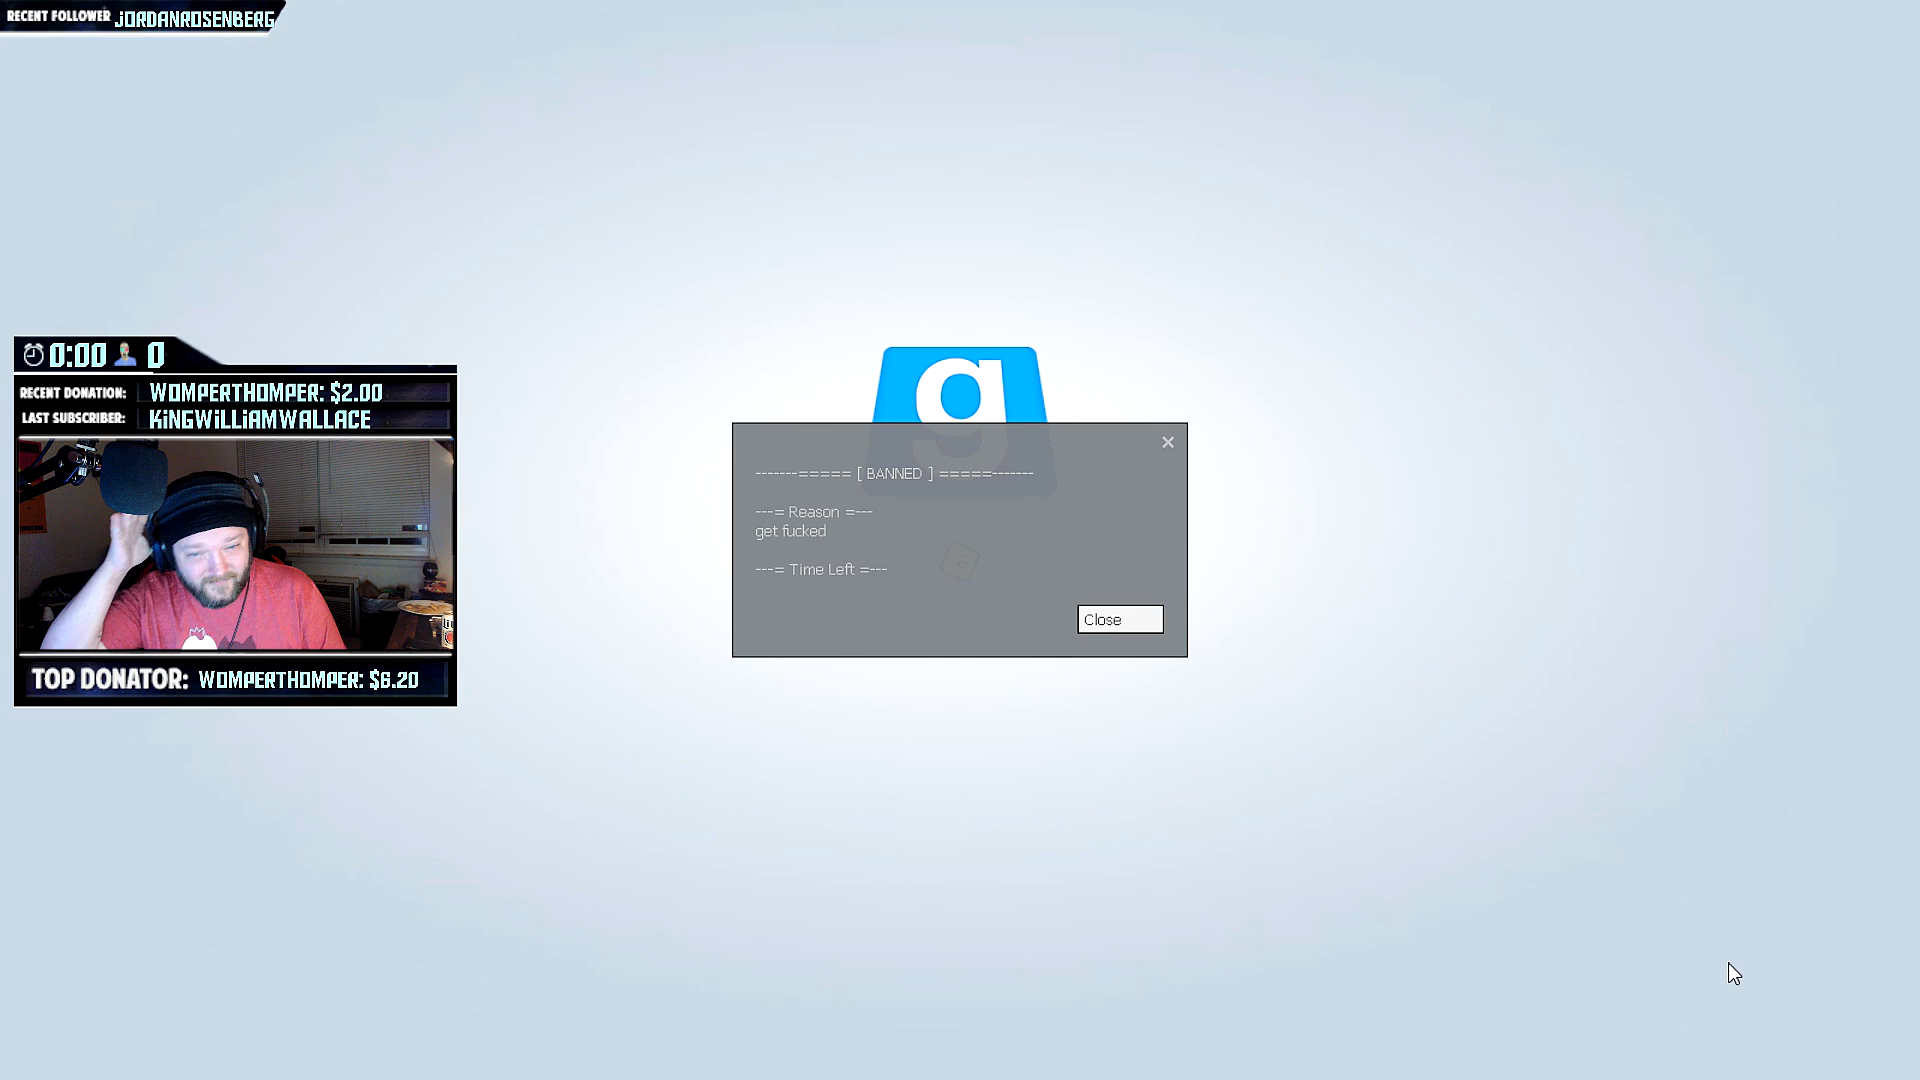 RECENT FOLLOWER JORDANROSENBERG
0:00 0
RECENT DONATION: WOMPERTHOMPER: $2.00
LAST SUBSCRIBER: KINGWILLIAMWALLACE
TOP DONATOR: WOMPERTHOMPER: $6.20
g
-------===== [ BANNED ] =====-------
---= Reason =---
get fucked
---= Time Left =---
Close